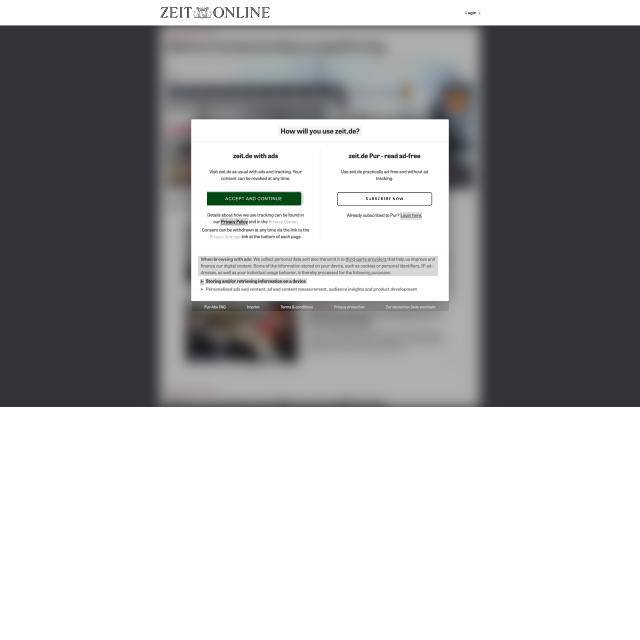 ZEIT ONLINE
Login
How will you use zeit.de?
zeit.de with ads
Visit zeit.de as usual with ads and tracking. Your
consent can be revoked at any time.
ACCEPT AND CONTINUE
Details about how we use tracking can be found in
our Privacy Policy and in the Privacy Center.
Consent can be withdrawn at any time via the link to the
Privacy Settings link at the bottom of each page.
zeit.de Pur - read ad-free
Use zeit.de practically ad-free and without ad
tracking.
SUBSCRIBE NOW
Already subscribed to Pur? Login here.
When browsing with ads: We collect personal data and also transmit it to third-party providers that help us improve and
finance our digital content. Some of the information stored on your device, such as cookies or personal identifiers, IP ad-
dresses, as well as your individual usage behavior, is thereby processed for the following purposes:
Storing and/or retrieving information on a device
Personalised ads and content, ad and content measurement, audience insights and product development
Pur-Abo FAQ
Imprint
Terms & conditions
Privacy protection
Zur deutschen Seite wechseln